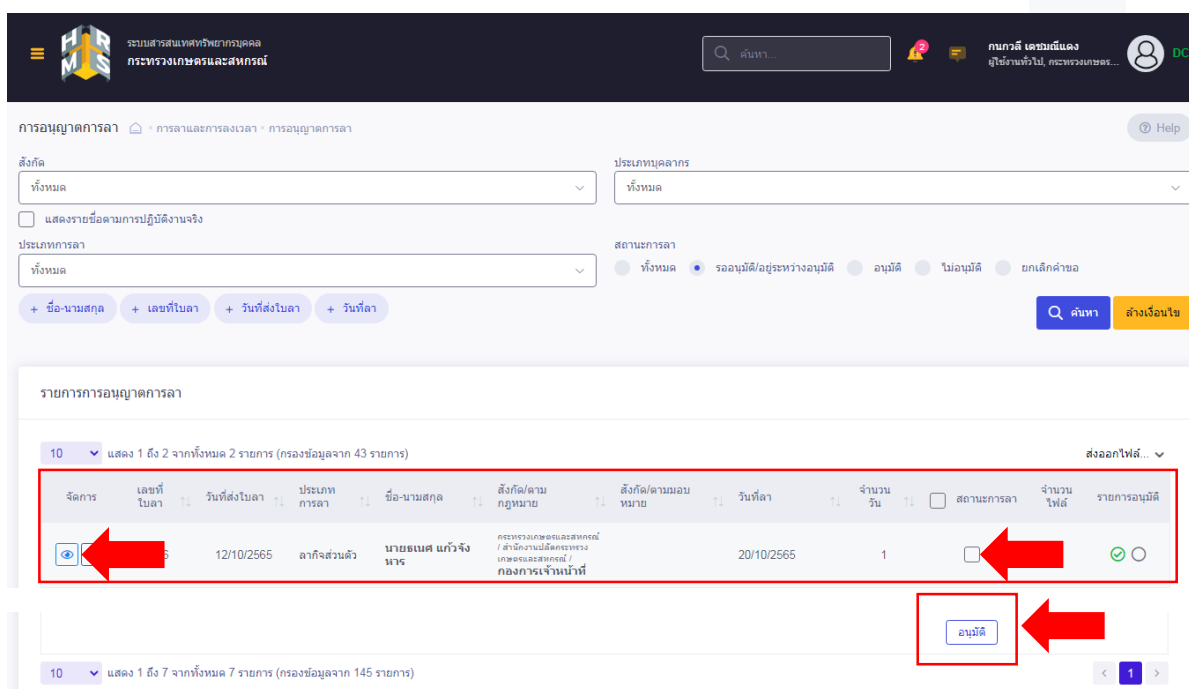 HR
MS
ระบบสารสนเทศทรัพยากรบุคคล
กระทรวงเกษตรและสหกรณ์
ค้นหา...
2
กนกวลี เดชมณีแดง
ผู้ใช้งานทั่วไป, กระทรวงเกษตร...
DC
การอนุญาตการลา การลาและการลงเวลา การอนุญาตการลา
Help
สังกัด
ประเภทบุคลากร
ทั้งหมด
ทั้งหมด
แสดงรายชื่อตามการปฏิบัติงานจริง
ประเภทการลา
สถานะการลา
ทั้งหมด
ทั้งหมด รออนุมัติ/อยู่ระหว่างอนุมัติ อนุมัติ ไม่อนุมัติ ยกเลิกคำขอ
+ ชื่อ-นามสกุล + เลขที่ใบลา + วันที่ส่งใบลา + วันที่ลา
ค้นหา ล้างเงื่อนไข
รายการการอนุญาตการลา
10 แสดง 1 ถึง 2 จากทั้งหมด 2 รายการ (กรองข้อมูลจาก 43 รายการ)
ส่งออกไฟล์...
จัดการ
เลขที่
ใบลา
วันที่ส่งใบลา
ประเภท
การลา
ชื่อ-นามสกุล
สังกัด/ตาม
กฎหมาย
สังกัด/ตามมอบ
หมาย
วันที่ลา
จำนวน
วัน
สถานะการลา
จำนวน
ไฟล์
รายการอนุมัติ
6
12/10/2565
ลากิจส่วนตัว
นายธเนศ แก้วจัง
หาร
กระทรวงเกษตรและสหกรณ์
/ สำนักงานปลัดกระทรวง
เกษตรและสหกรณ์ /
กองการเจ้าหน้าที่
20/10/2565
1
อนุมัติ
10 แสดง 1 ถึง 7 จากทั้งหมด 7 รายการ (กรองข้อมูลจาก 145 รายการ)
< 1 >